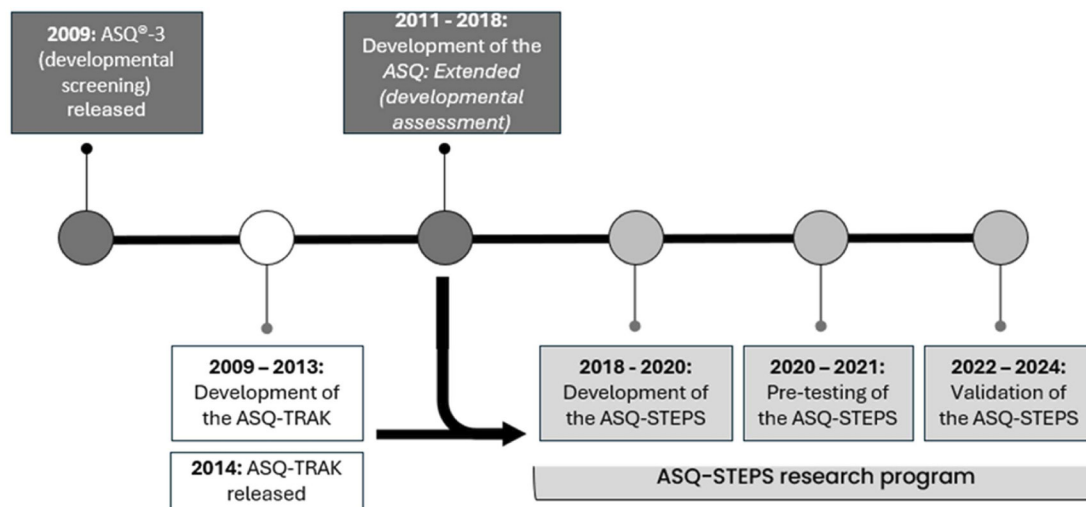 2009: ASQ®-3
(developmental
screening)
released
2011 - 2018:
Development of the
ASQ: Extended
(developmental
assessment)
2009 – 2013:
Development of
the ASQ-TRAK
2014: ASQ-TRAK
released
2018 - 2020:
Development of
the ASQ-STEPS
2020 – 2021:
Pre-testing of
the ASQ-STEPS
2022 – 2024:
Validation of
the ASQ-STEPS
ASQ-STEPS research program